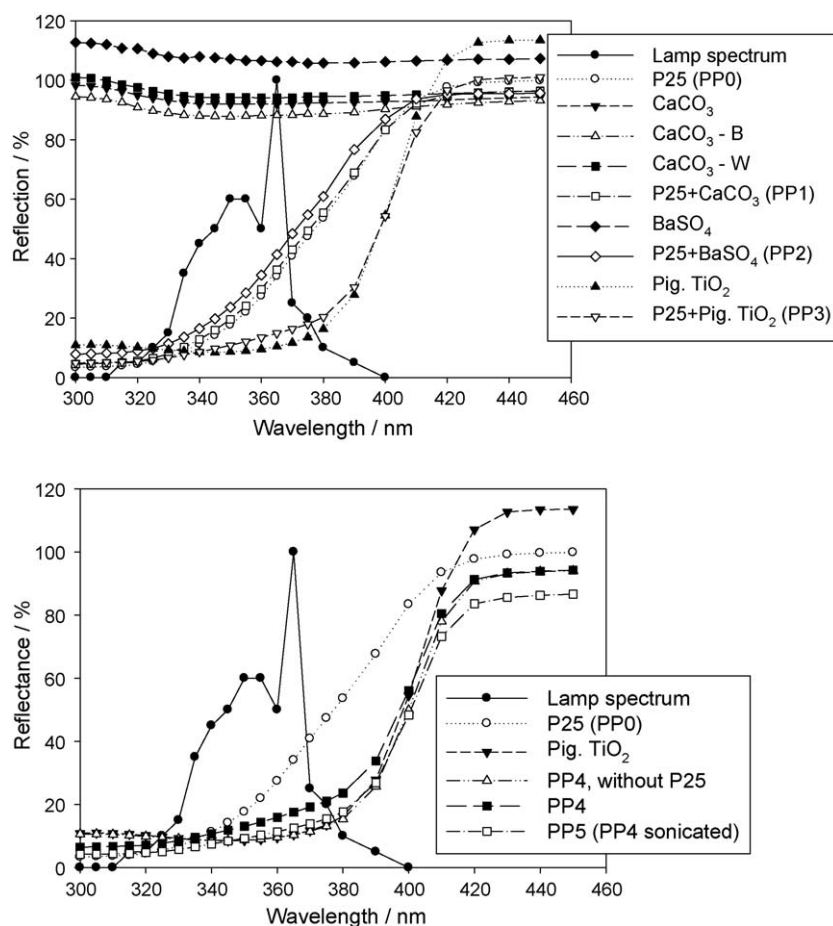 120
100
80
60
40
20
0
Reflection / %
300 320 340 360 380 400 420 440 460
Wavelength / nm
Lamp spectrum
P25 (PP0)
CaCO₃
CaCO₃ - B
CaCO₃ - W
P25+CaCO₃ (PP1)
BaSO₄
P25+BaSO₄ (PP2)
Pig. TiO₂
P25+Pig. TiO₂ (PP3)
120
100
80
60
40
20
0
Reflectance / %
300 320 340 360 380 400 420 440 460
Wavelength / nm
Lamp spectrum
P25 (PP0)
Pig. TiO₂
PP4, without P25
PP4
PP5 (PP4 sonicated)